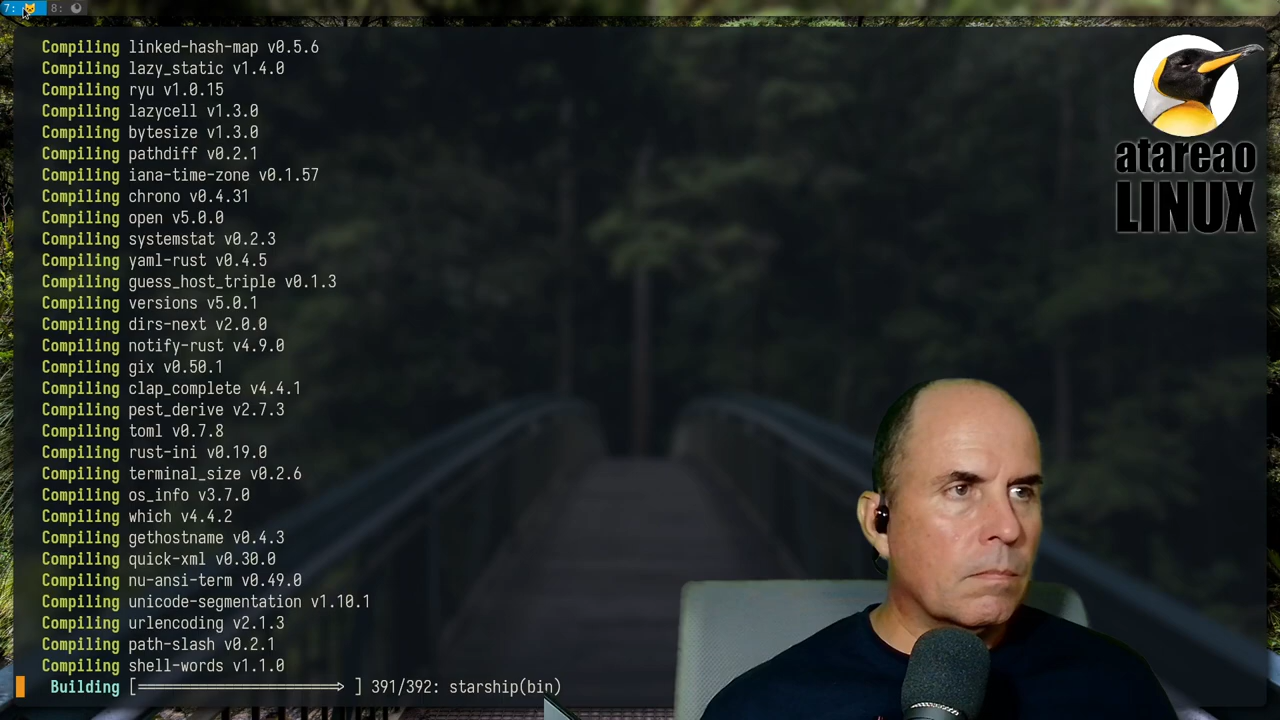 7: 8:
Compiling linked-hash-map v0.5.6
Compiling lazy_static v1.4.0
Compiling ryu v1.0.15
Compiling lazycell v1.3.0
Compiling bytesize v1.3.0
Compiling pathdiff v0.2.1
Compiling iana-time-zone v0.1.57
Compiling chrono v0.4.31
Compiling open v5.0.0
Compiling systemstat v0.2.3
Compiling yaml-rust v0.4.5
Compiling guess_host_triple v0.1.3
Compiling versions v5.0.1
Compiling dirs-next v2.0.0
Compiling notify-rust v4.9.0
Compiling gix v0.50.1
Compiling clap_complete v4.4.1
Compiling pest_derive v2.7.3
Compiling toml v0.7.8
Compiling rust-ini v0.19.0
Compiling terminal_size v0.2.6
Compiling os_info v3.7.0
Compiling which v4.4.2
Compiling gethostname v0.4.3
Compiling quick-xml v0.30.0
Compiling nu-ansi-term v0.49.0
Compiling unicode-segmentation v1.10.1
Compiling urlencoding v2.1.3
Compiling path-slash v0.2.1
Compiling shell-words v1.1.0
Building [=======================> ] 391/392: starship(bin)
atareao
LINUX